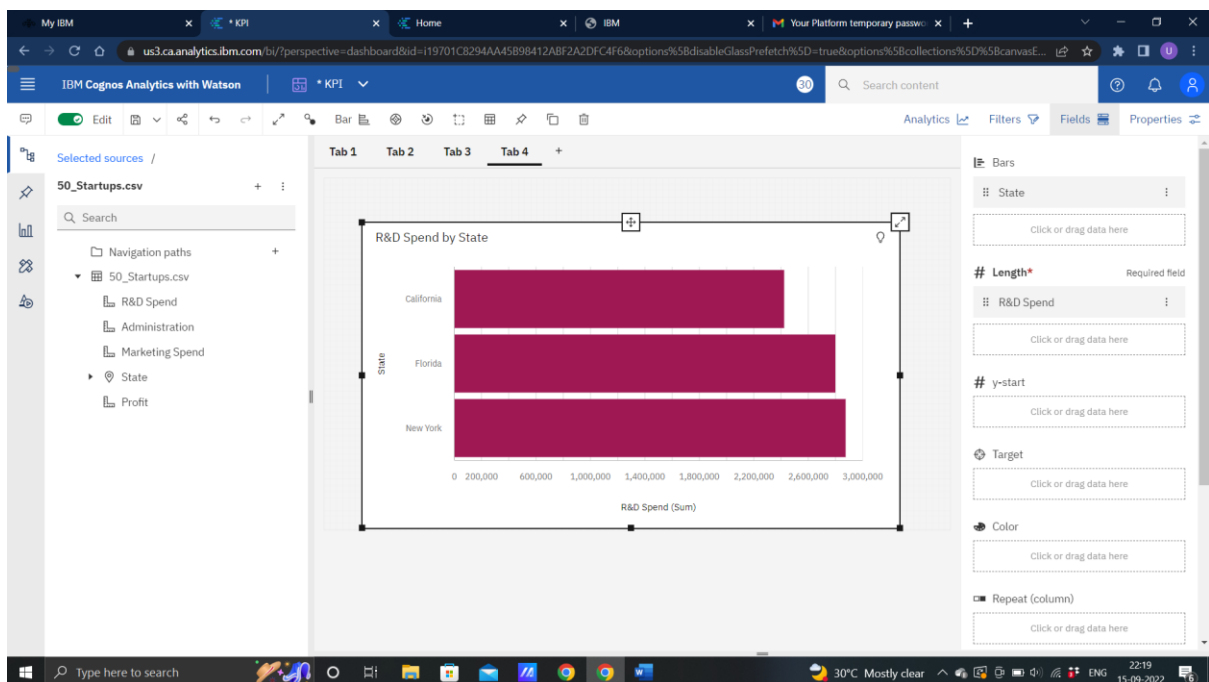 My IBM
* KPI
Home
IBM
Your Platform temporary passwo
us3.ca.analytics.ibm.com/bi/?perspective=dashboard&id=i19701C8294AA45B98412ABF2A2DFC4F6&options%5BdisableGlassPrefetch%5D=true&options%5Bcollections%5D%5BcanvasE...
U
IBM Cognos Analytics with Watson
* KPI
30
Search content
Edit
Bar
Analytics
Filters
Fields
Properties
Selected sources /
50_Startups.csv
Search
Navigation paths
50_Startups.csv
R&D Spend
Administration
Marketing Spend
State
Profit
Tab 1
Tab 2
Tab 3
Tab 4
R&D Spend by State
California
Florida
New York
State
0 200,000 600,000 1,000,000 1,400,000 1,800,000 2,200,000 2,600,000 3,000,000
R&D Spend (Sum)
Bars
State
Click or drag data here
# Length* Required field
R&D Spend
Click or drag data here
# y-start
Click or drag data here
Target
Click or drag data here
Color
Click or drag data here
Repeat (column)
Click or drag data here
Type here to search
30°C Mostly clear
ENG
22:19
15-09-2022
6